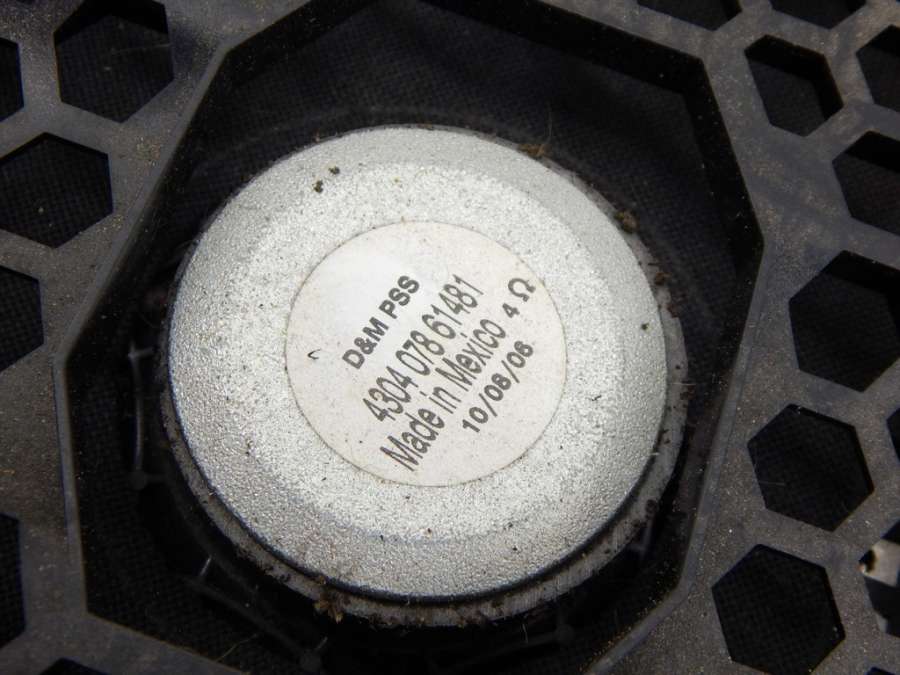 D&M PSS
4304 078 61481
Made in Mexico 4 Ω
10/08/06